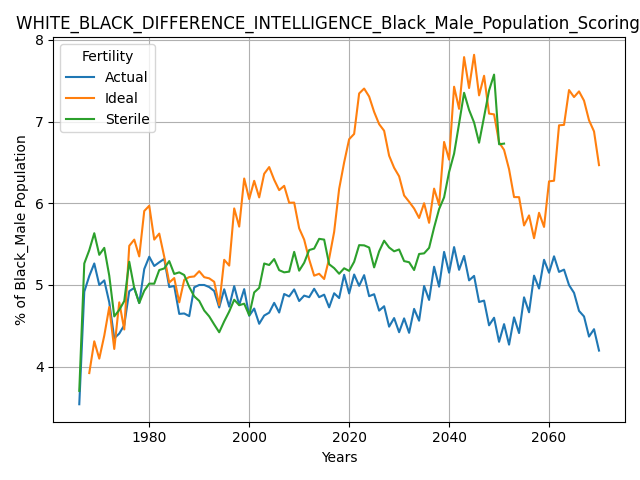 WHITE_BLACK_DIFFERENCE_INTELLIGENCE_Black_Male_Population_Scoring
8
7
6
5
4
% of Black_Male Population
Fertility
Actual
Ideal
Sterile
1980 2000 2020 2040 2060
Years